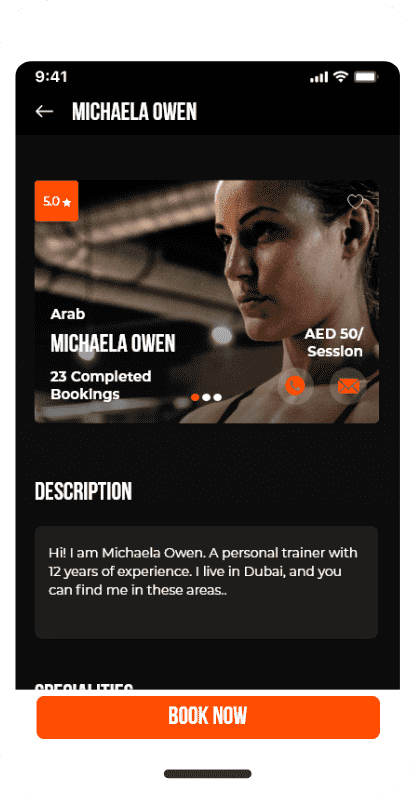 9:41
MICHAELA OWEN
5.0
Arab
MICHAELA OWEN
AED 50/
Session
23 Completed
Bookings
DESCRIPTION
Hi! I am Michaela Owen. A personal trainer with
12 years of experience. I live in Dubai, and you
can find me in these areas..
SPECIALITIES
BOOK NOW